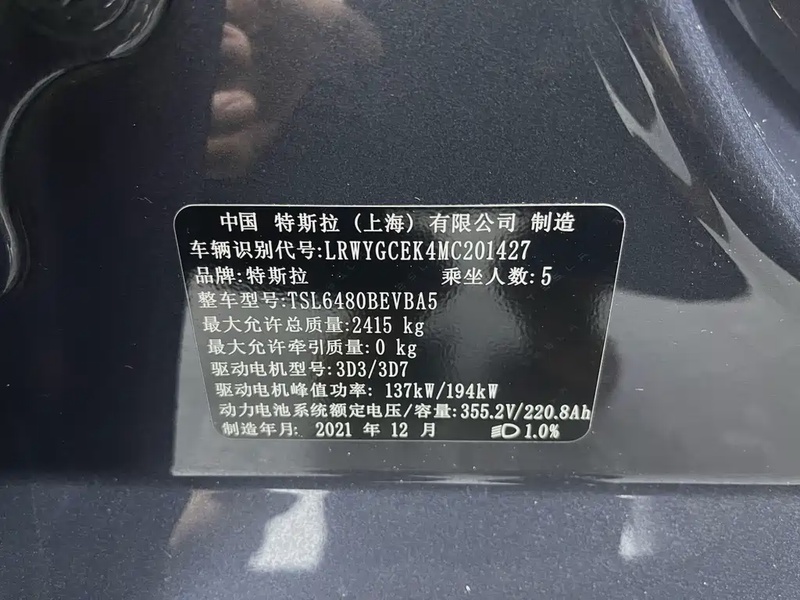 中国 特斯拉 (上海) 有限公司 制造
车辆识别代号:LRWYGCEK4MC201427
品牌:特斯拉 乘坐人数:5
整车型号:TSL6480BEVBA5
最大允许总质量:2415 kg
最大允许牵引质量:0 kg
驱动电机型号:3D3/3D7
驱动电机峰值功率: 137kW/194kW
动力电池系统额定电压/容量:355.2V/220.8Ah
制造年月: 2021 年 12 月 1.0%